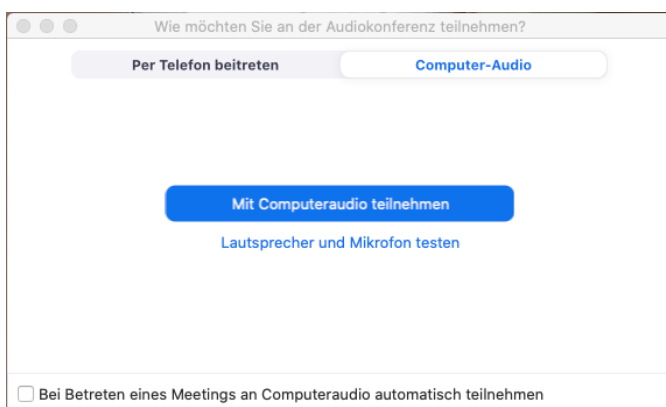 Wie möchten Sie an der Audiokonferenz teilnehmen?
Per Telefon beitreten
Computer-Audio
Mit Computeraudio teilnehmen
Lautsprecher und Mikrofon testen
Bei Betreten eines Meetings an Computeraudio automatisch teilnehmen